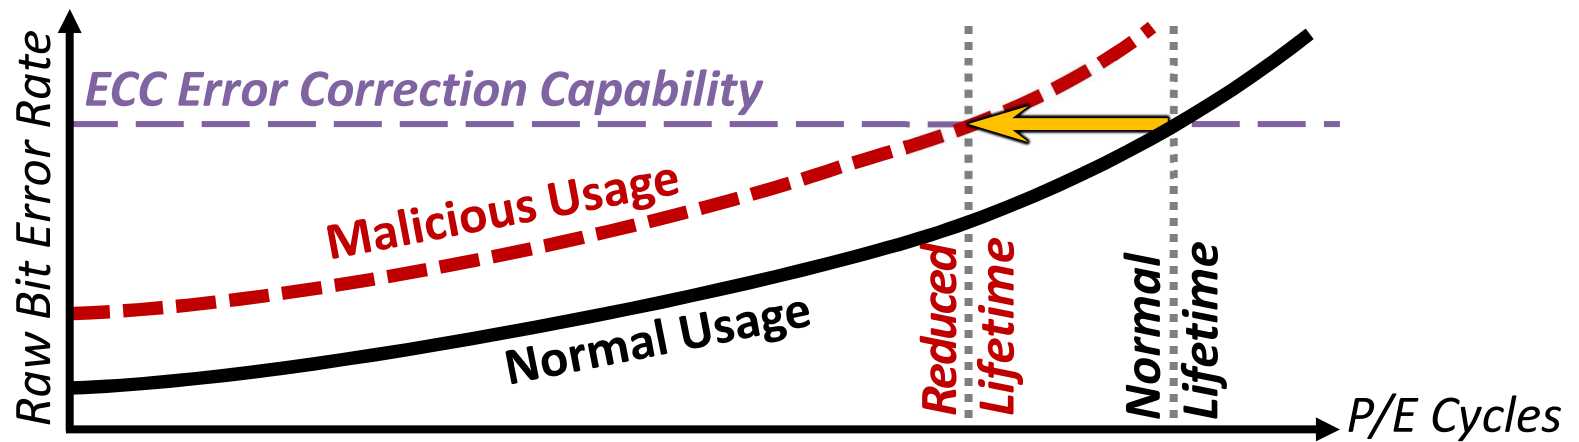 Raw Bit Error Rate
ECC Error Correction Capability
Malicious Usage
Normal Usage
Reduced
Lifetime
Normal
Lifetime
P/E Cycles